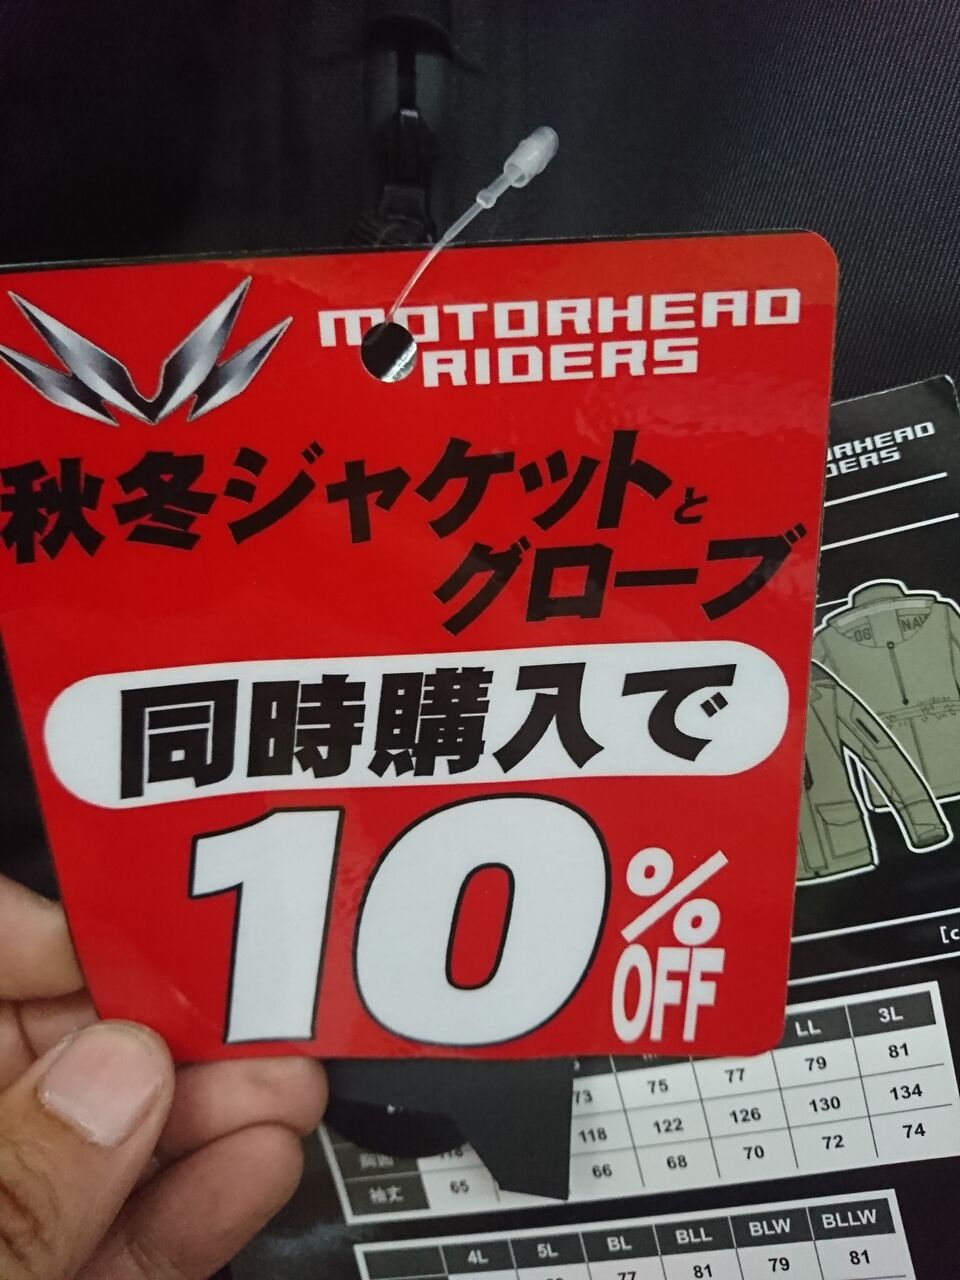 MOTORHEAD
RIDERS
秋冬ジャケットと
グローブ
同時購入で
10%
OFF
LL 3L
73 75 77 79 81
118 122 126 130 134
66 68 70 72 74
袖丈 65
4L 5L BL BLL BLW BLLW
77 81 79 81